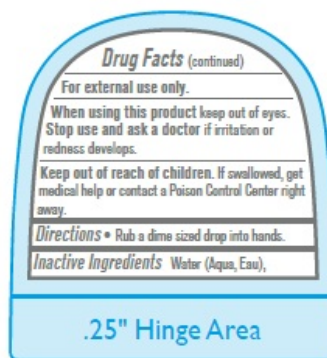 Drug Facts (continued)
For external use only.
When using this product keep out of eyes.
Stop use and ask a doctor if irritation or
redness develops.
Keep out of reach of children. If swallowed, get
medical help or contact a Poison Control Center right
away.
Directions • Rub a dime sized drop into hands.
Inactive Ingredients Water (Aqua, Eau),
.25" Hinge Area